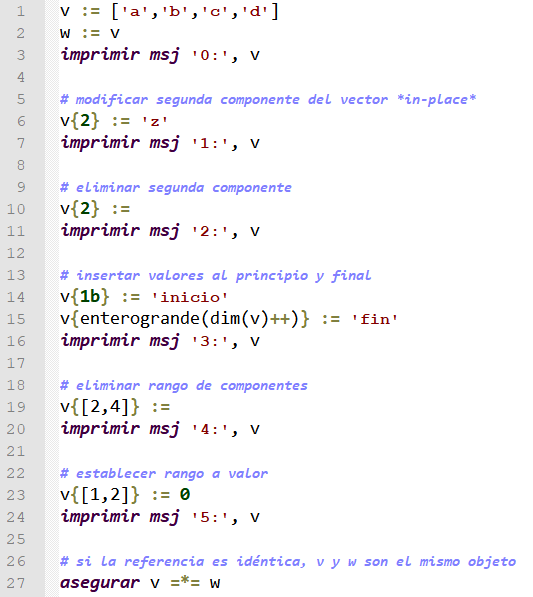 1 v := ['a','b','c','d']
2 w := v
3 imprimir msj '0:', v
4
5 # modificar segunda componente del vector *in-place*
6 v{2} := 'z'
7 imprimir msj '1:', v
8
9 # eliminar segunda componente
10 v{2} :=
11 imprimir msj '2:', v
12
13 # insertar valores al principio y final
14 v{1b} := 'inicio'
15 v{enterogrande(dim(v)++)} := 'fin'
16 imprimir msj '3:', v
17
18 # eliminar rango de componentes
19 v{[2,4]} :=
20 imprimir msj '4:', v
21
22 # establecer rango a valor
23 v{[1,2]} := 0
24 imprimir msj '5:', v
25
26 # si la referencia es idéntica, v y w son el mismo objeto
27 asegurar v =*= w